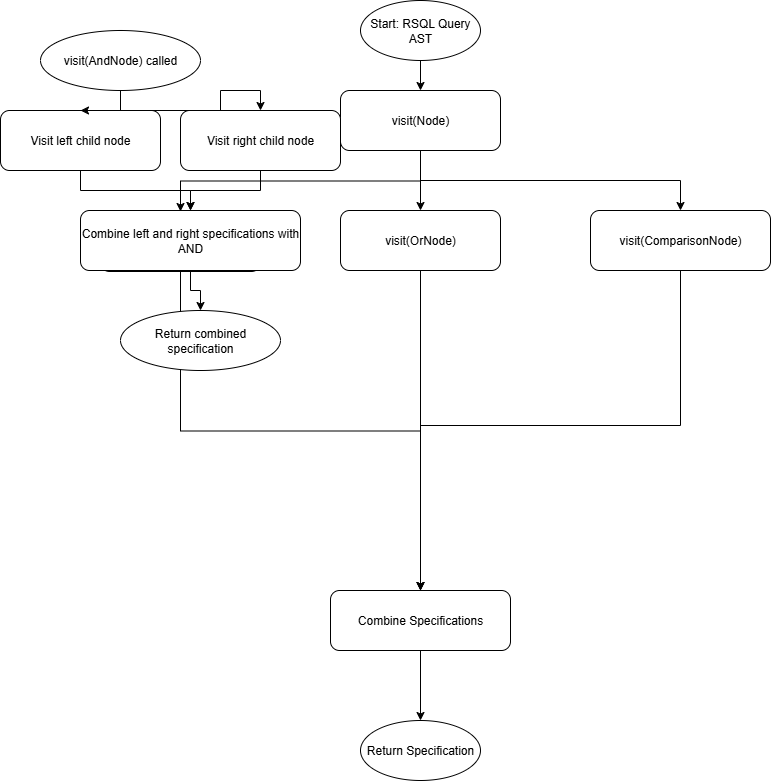 Start: RSQL Query
AST
visit(AndNode) called
visit(Node)
Visit left child node
Visit right child node
Combine left and right specifications with
AND
visit(OrNode)
visit(ComparisonNode)
Return combined
specification
Combine Specifications
Return Specification